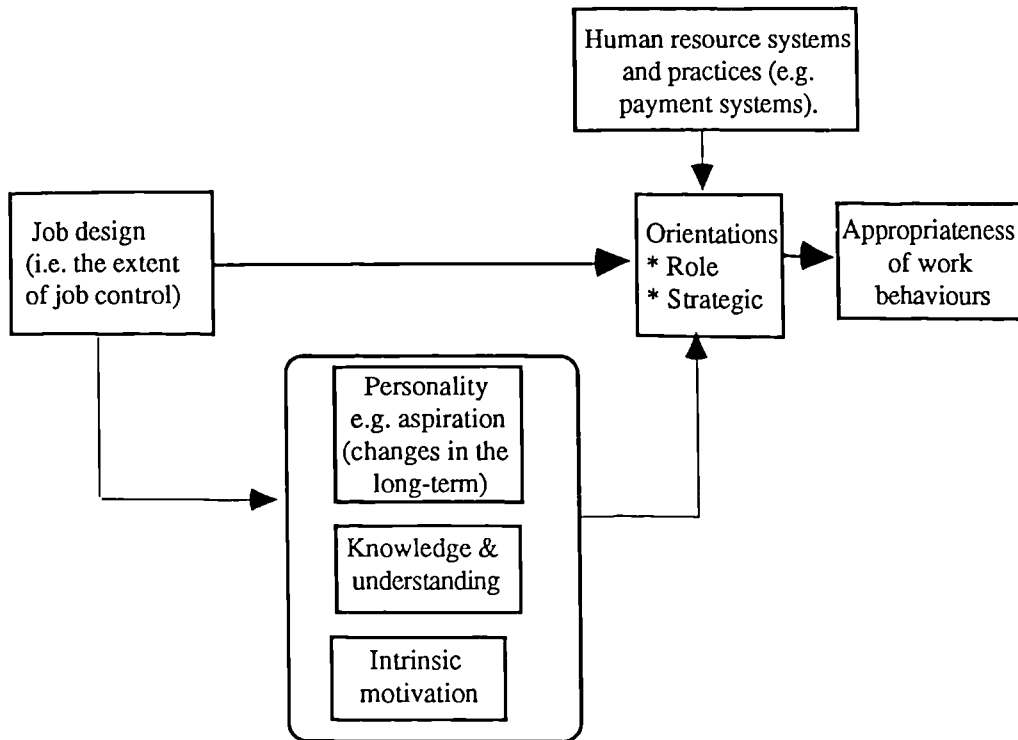 Human resource systems
and practices (e.g.
payment systems).
Job design
(i.e. the extent
of job control)
Orientations
* Role
* Strategic
Appropriateness
of work
behaviours
Personality
e.g. aspiration
(changes in the
long-term)
Knowledge &
understanding
Intrinsic
motivation